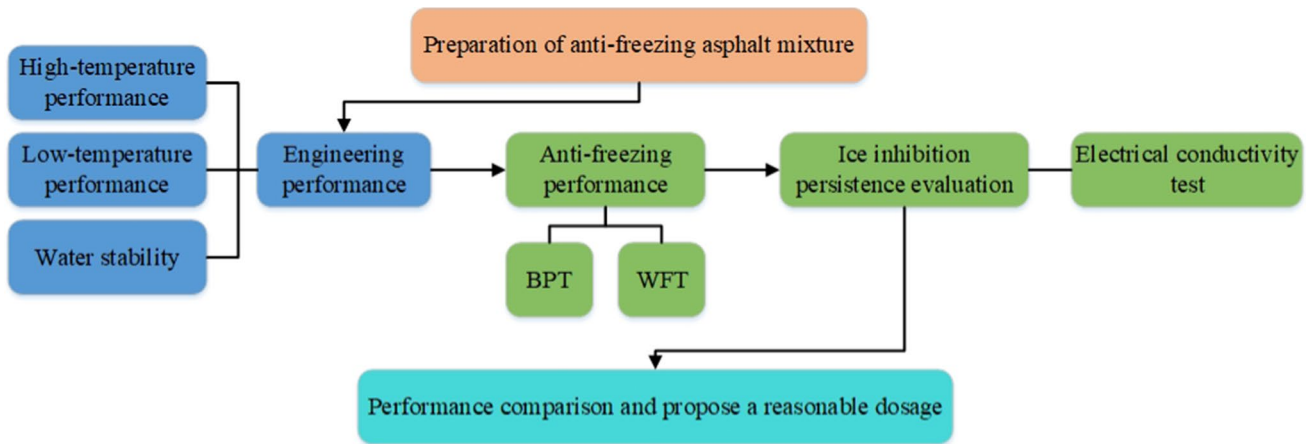 Preparation of anti-freezing asphalt mixture
High-temperature
performance
Low-temperature
performance
Water stability
Engineering
performance
Anti-freezing
performance
BPT
WFT
Ice inhibition
persistence evaluation
Electrical conductivity
test
Performance comparison and propose a reasonable dosage